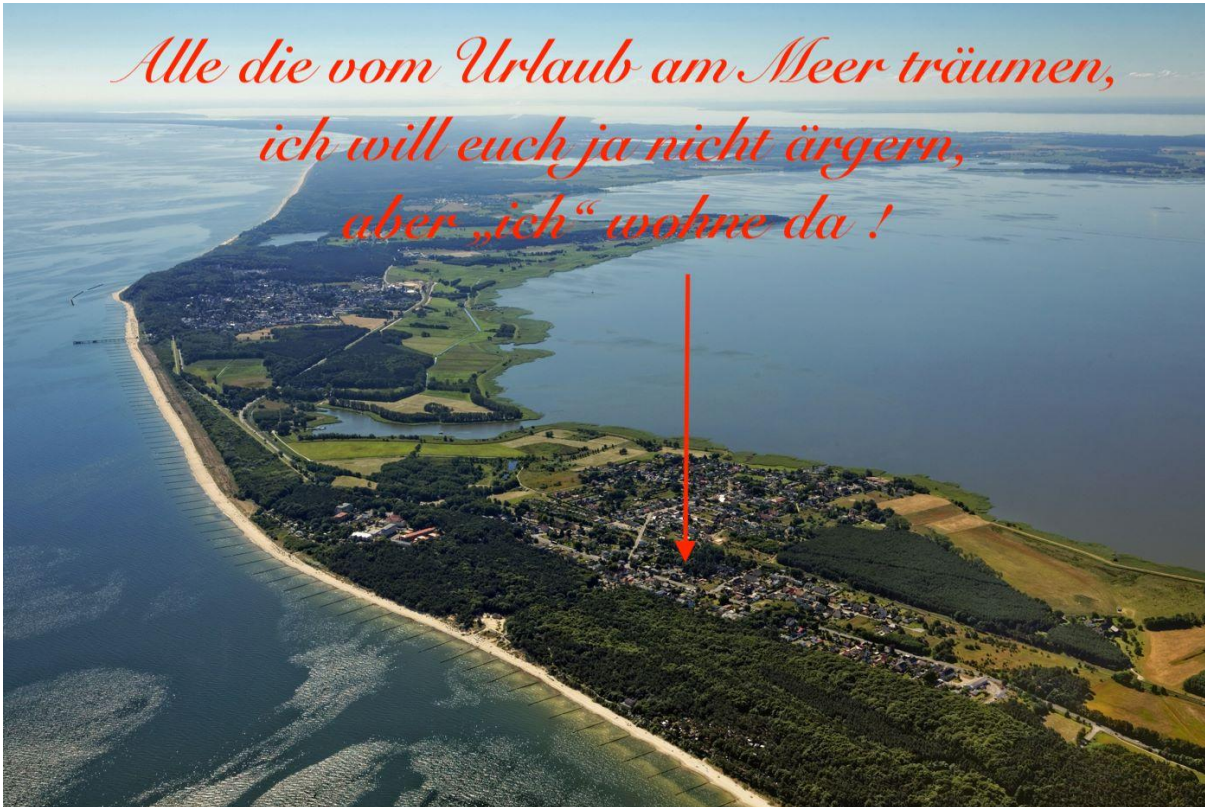 Alle die vom Urlaub am Meer träumen,
ich will euch ja nicht ärgern,
aber „ich“ wohne da !